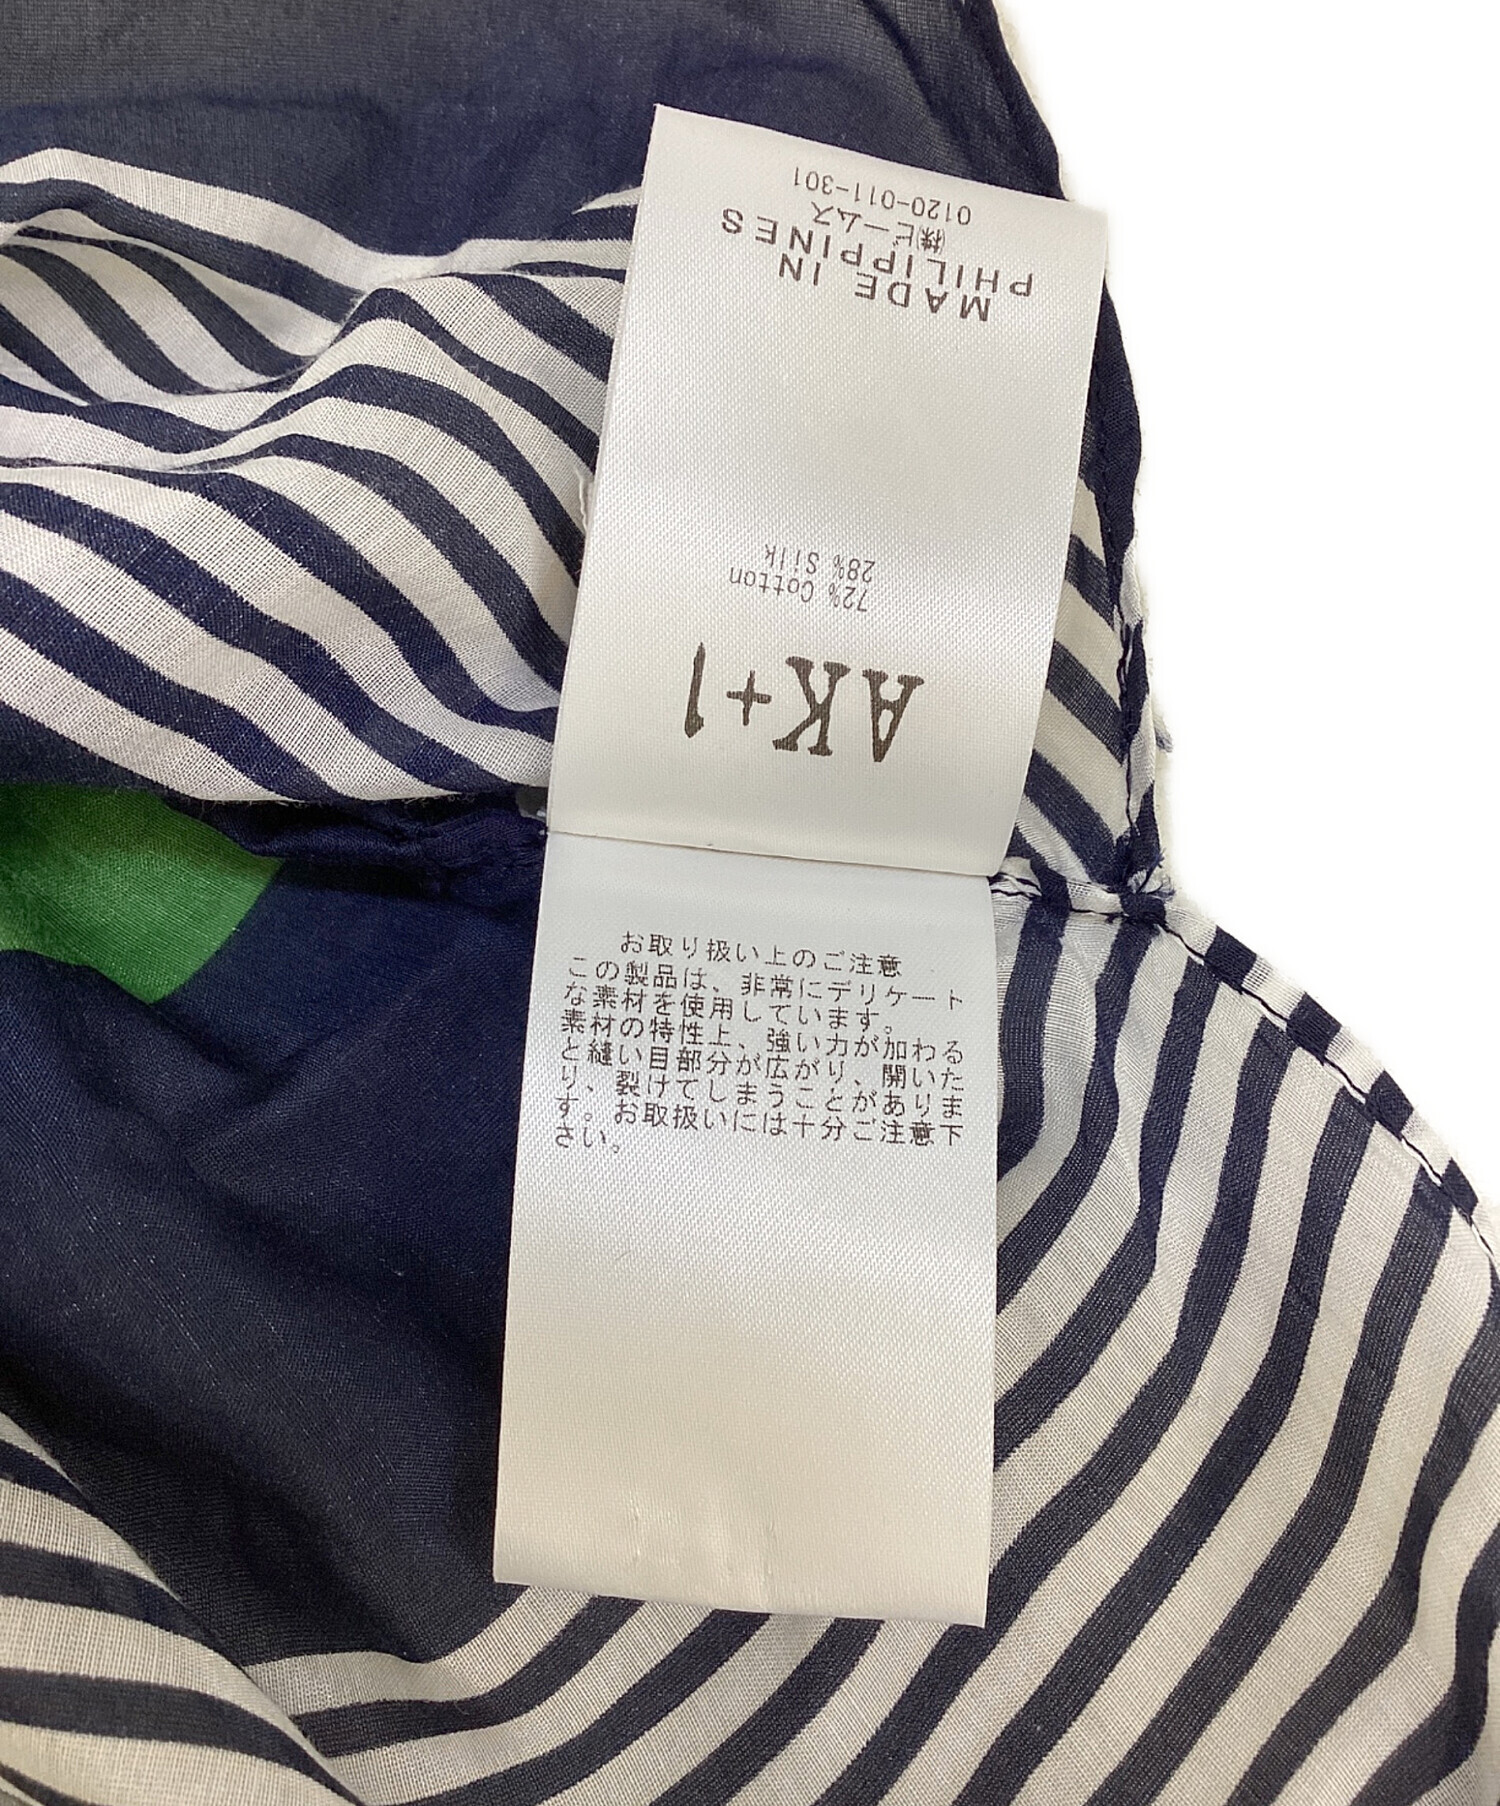 AK+1
72% Cotton
28% Silk
MADE IN
PHILIPPINES
㈱ビームス
0120-011-301
お取り扱い上のご注意
この製品は、非常にデリケート
な素材を使用しています。
素材の特性上、強い力が加わる
と縫い目部分が広がり、開いた
り、裂けてしまうことがありま
す。お取扱いには十分ご注意下
さい。